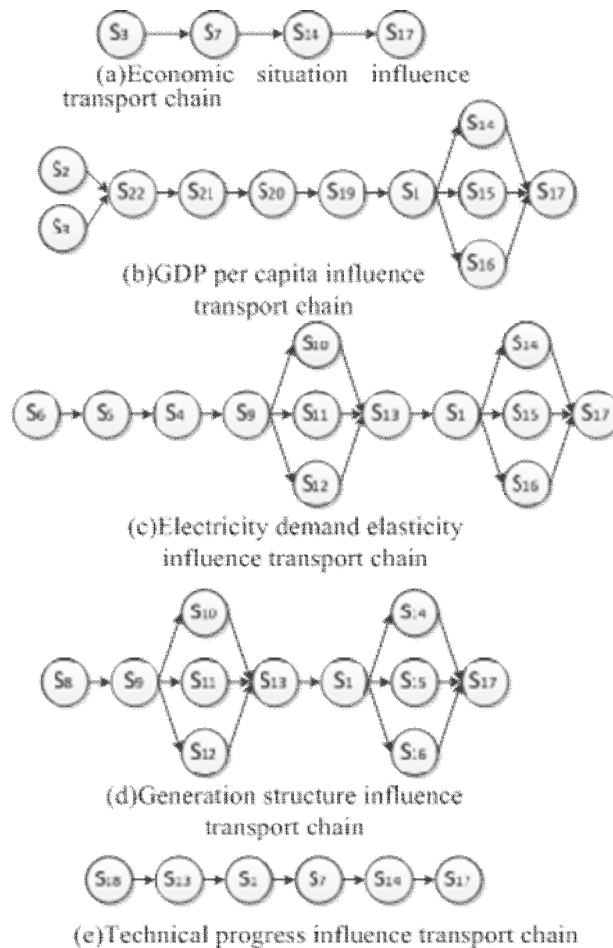 S3 S7 S14 S17
(a)Economic situation influence
transport chain
S14
S2
S22 S21 S20 S19 S1 S15 S17
S3
S16
(b)GDP per capita influence
transport chain
S10 S14
S6 S5 S4 S9 S11 S13 S1 S15 S17
S12 S16
(c)Electricity demand elasticity
influence transport chain
S10 S14
S8 S9 S11 S13 S1 S15 S17
S12 S16
(d)Generation structure influence
transport chain
S18 S13 S1 S7 S14 S17
(e)Technical progress influence transport chain